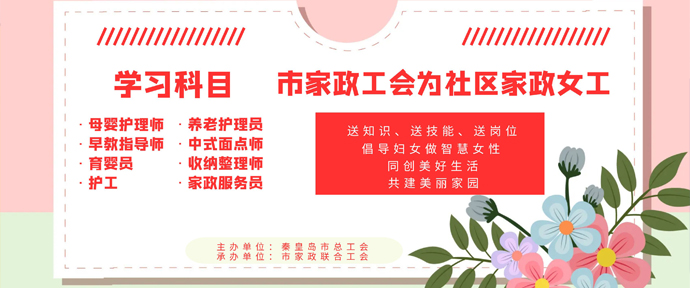 学习科目
· 母婴护理师
· 早教指导师
· 育婴员
· 护工
· 养老护理员
· 中式面点师
· 收纳整理师
· 家政服务员
市家政工会为社区家政女工
送知识、送技能、送岗位
倡导妇女做智慧女性
同创美好生活
共建美丽家园
主办单位：秦皇岛市总工会
承办单位：市家政联合工会